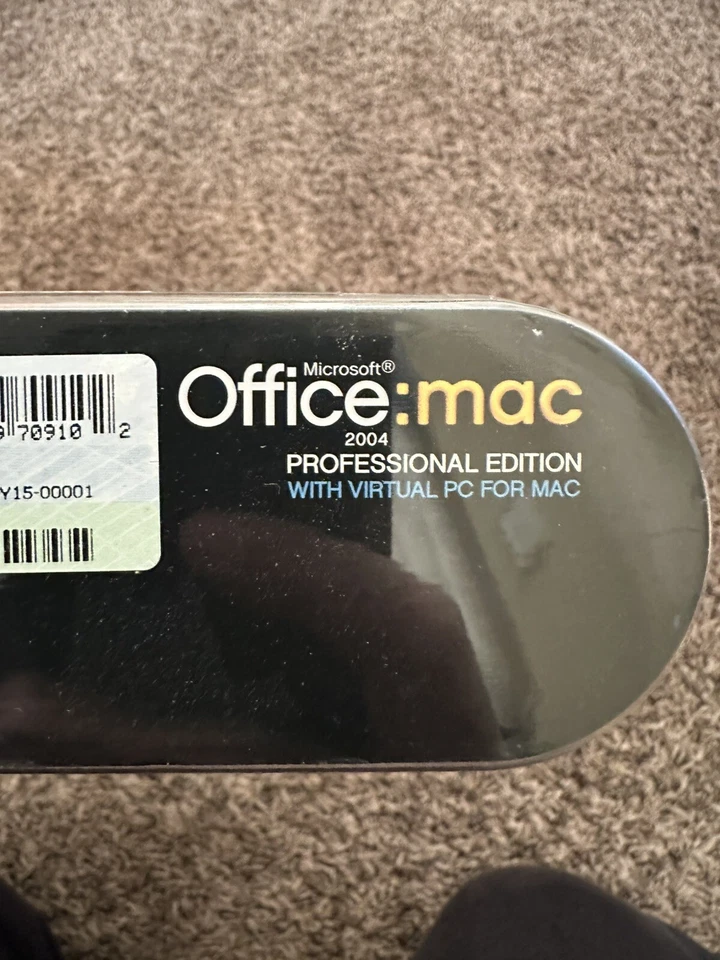 Microsoft®
Office:mac
2004
PROFESSIONAL EDITION
WITH VIRTUAL PC FOR MAC
70910 2
Y15-00001